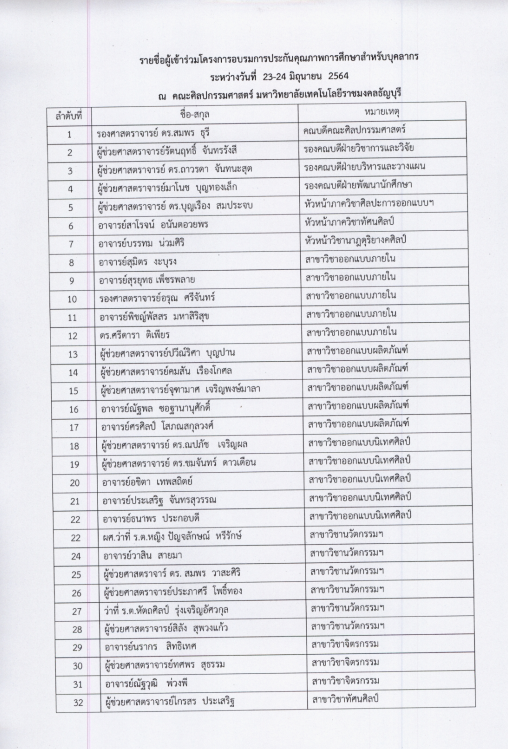 รายชื่อผู้เข้าร่วมโครงการอบรมการประกันคุณภาพการศึกษาสำหรับบุคลากร
ระหว่างวันที่ 23-24 มิถุนายน 2564
ณ คณะศิลปกรรมศาสตร์ มหาวิทยาลัยเทคโนโลยีราชมงคลธัญบุรี
ลำดับที่ ชื่อ-สกุล หมายเหตุ
1 รองศาสตราจารย์ ดร.สมพร ธุรี คณบดีคณะศิลปกรรมศาสตร์
2 ผู้ช่วยศาสตราจารย์รัตนฤทธิ์ จันทรรังสี รองคณบดีฝ่ายวิชาการและวิจัย
3 ผู้ช่วยศาสตราจารย์ ดร.ถาวรดา จันทนะสุต รองคณบดีฝ่ายบริหารและวางแผน
4 ผู้ช่วยศาสตราจารย์มาโนช บุญทองเล็ก รองคณบดีฝ่ายพัฒนานักศึกษา
5 ผู้ช่วยศาสตราจารย์ ดร.บุญเรือง สมประจบ หัวหน้าภาควิชาศิลปะการออกแบบฯ
6 อาจารย์สาโรจน์ อนันตอวยพร หัวหน้าภาควิชาทัศนศิลป์
7 อาจารย์บรรทม น่วมศิริ หัวหน้าวิชานาฏดุริยางคศิลป์
8 อาจารย์สุมิตร งะบุรง สาขาวิชาออกแบบภายใน
9 อาจารย์สุรยุทธ เพ็ชรพลาย สาขาวิชาออกแบบภายใน
10 รองศาสตราจารย์อรุณ ศรีจันทร์ สาขาวิชาออกแบบภายใน
11 อาจารย์พิชญ์พัสสร มหาสิริสุข สาขาวิชาออกแบบภายใน
12 ดร.ศรีดารา ติเพียร สาขาวิชาออกแบบภายใน
13 ผู้ช่วยศาสตราจารย์ปวีณ์ริศา บุญปาน สาขาวิชาออกแบบผลิตภัณฑ์
14 ผู้ช่วยศาสตราจารย์คมสัน เรืองโกศล สาขาวิชาออกแบบผลิตภัณฑ์
15 ผู้ช่วยศาสตราจารย์จุฑามาศ เจริญพงษ์มาลา สาขาวิชาออกแบบผลิตภัณฑ์
16 อาจารย์ณัฐพล ซอฐานานุศักดิ์ สาขาวิชาออกแบบผลิตภัณฑ์
17 อาจารย์ศรศิลป์ โสภณสกุลวงศ์ สาขาวิชาออกแบบผลิตภัณฑ์
18 ผู้ช่วยศาสตราจารย์ ดร.ณปภัช เจริญผล สาขาวิชาออกแบบนิเทศศิลป์
19 ผู้ช่วยศาสตราจารย์ ดร.ชมจันทร์ ดาวเดือน สาขาวิชาออกแบบนิเทศศิลป์
20 อาจารย์อชิตา เทพสถิตย์ สาขาวิชาออกแบบนิเทศศิลป์
21 อาจารย์ประเสริฐ จันทรสุวรรณ สาขาวิชาออกแบบนิเทศศิลป์
22 อาจารย์ธนาพร ประกอบดี สาขาวิชาออกแบบนิเทศศิลป์
22 ผศ.ว่าที่ ร.ต.หญิง ปัญจลักษณ์ หรีรักษ์ สาขาวิชานวัตกรรมฯ
24 อาจารย์วาสิน สายมา สาขาวิชานวัตกรรมฯ
25 ผู้ช่วยศาสตราจาร์ ดร. สมพร วาสะศิริ สาขาวิชานวัตกรรมฯ
26 ผู้ช่วยศาสตราจารย์ประภาศรี โพธิ์ทอง สาขาวิชานวัตกรรมฯ
27 ว่าที่ ร.ต.หัตถศิลป์ รุ่งเจริญอัศวกุล สาขาวิชานวัตกรรมฯ
28 ผู้ช่วยศาสตราจารย์สิลัง สุพวงแก้ว สาขาวิชานวัตกรรมฯ
29 อาจารย์นรากร สิทธิเทศ สาขาวิชาจิตรกรรม
30 ผู้ช่วยศาสตราจารย์ทศพร สุธรรม สาขาวิชาจิตรกรรม
31 อาจารย์ณัฐวุฒิ พ่วงพี สาขาวิชาจิตรกรรม
32 ผู้ช่วยศาสตราจารย์ไกรสร ประเสริฐ สาขาวิชาทัศนศิลป์